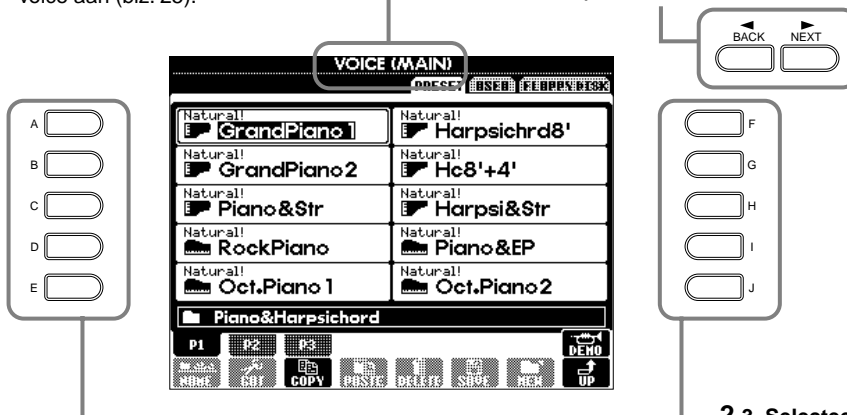 voice aan (blz. 28).
BACK NEXT
VOICE (MAIN)
PRESET USER FLOPPY DISK
A
Natural!
GrandPiano 1
Natural!
Harpsichrd8'
F
B
Natural!
GrandPiano2
Natural!
Hc8'+4'
G
C
Natural!
Piano&Str
Natural!
Harpsi&Str
H
D
Natural!
RockPiano
Natural!
Piano&EP
I
E
Natural!
Oct.Piano 1
Natural!
Oct.Piano2
J
Piano&Harpsichord
P1 P2 P3
DEMO
NAME CUT COPY PASTE DELETE SAVE NEW UP
2-3